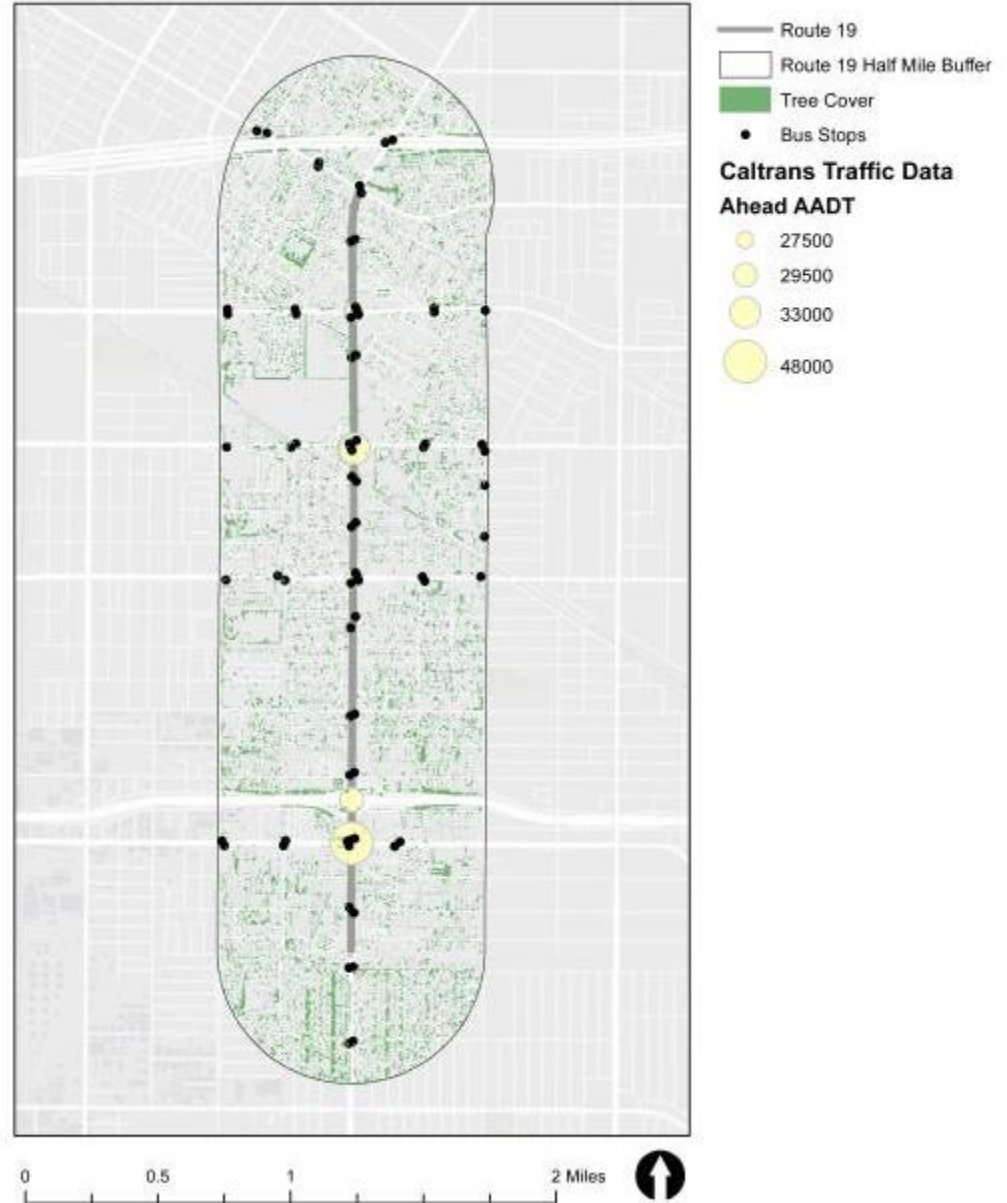 Route 19
Route 19 Half Mile Buffer
Tree Cover
Bus Stops
Caltrans Traffic Data
Ahead AADT
27500
29500
33000
48000
0 0.5 1 2 Miles